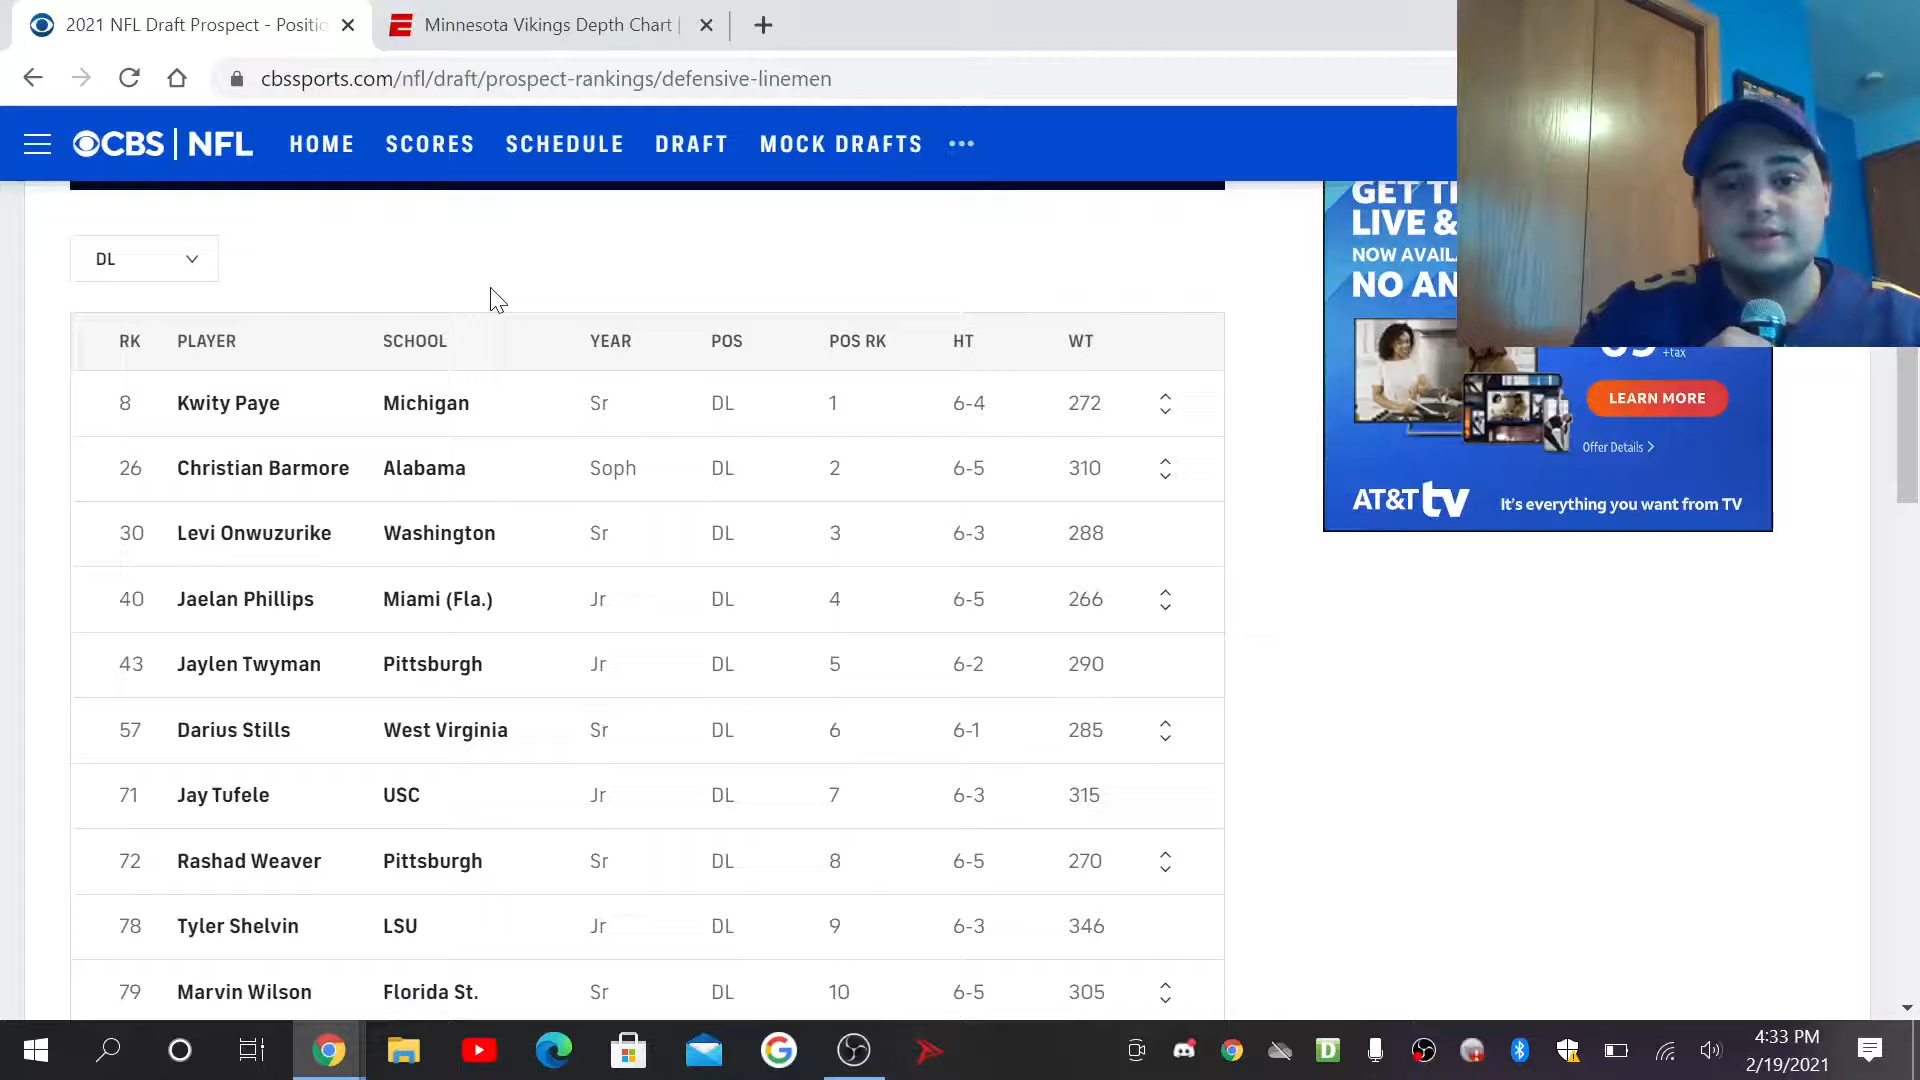 2021 NFL Draft Prospect - Positio
Minnesota Vikings Depth Chart |
cbssports.com/nfl/draft/prospect-rankings/defensive-linemen
CBS | NFL HOME SCORES SCHEDULE DRAFT MOCK DRAFTS
DL
RK PLAYER SCHOOL YEAR POS POS RK HT WT
8 Kwity Paye Michigan Sr DL 1 6-4 272
26 Christian Barmore Alabama Soph DL 2 6-5 310
30 Levi Onwuzurike Washington Sr DL 3 6-3 288
40 Jaelan Phillips Miami (Fla.) Jr DL 4 6-5 266
43 Jaylen Twyman Pittsburgh Jr DL 5 6-2 290
57 Darius Stills West Virginia Sr DL 6 6-1 285
71 Jay Tufele USC Jr DL 7 6-3 315
72 Rashad Weaver Pittsburgh Sr DL 8 6-5 270
78 Tyler Shelvin LSU Jr DL 9 6-3 346
79 Marvin Wilson Florida St. Sr DL 10 6-5 305
GET T
LIVE &
NOW AVAIL
NO AN
+tax
LEARN MORE
Offer Details >
AT&T tv It's everything you want from TV
4:33 PM
2/19/2021